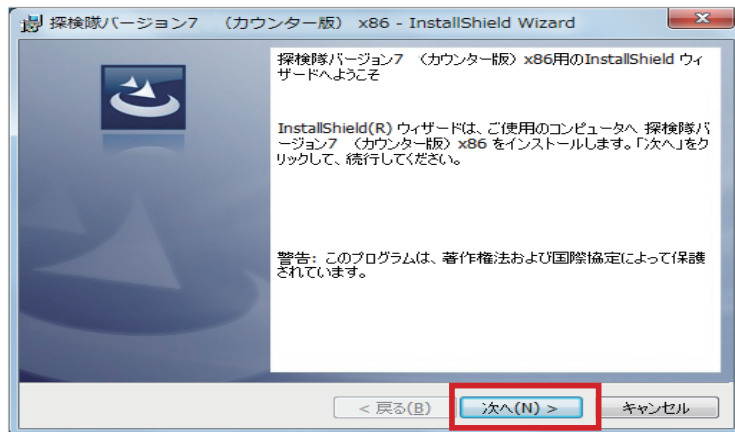 探検隊バージョン7　（カウンター版） x86 - InstallShield Wizard
探検隊バージョン7　（カウンター版） x86用のInstallShield ウィ
ザードへようこそ
InstallShield(R) ウィザードは、ご使用のコンピュータへ 探検隊バ
ージョン7　（カウンター版） x86 をインストールします。「次へ」をク
リックして、続行してください。
警告: このプログラムは、著作権法および国際協定によって保護
されています。
< 戻る(B)
次へ(N) >
キャンセル